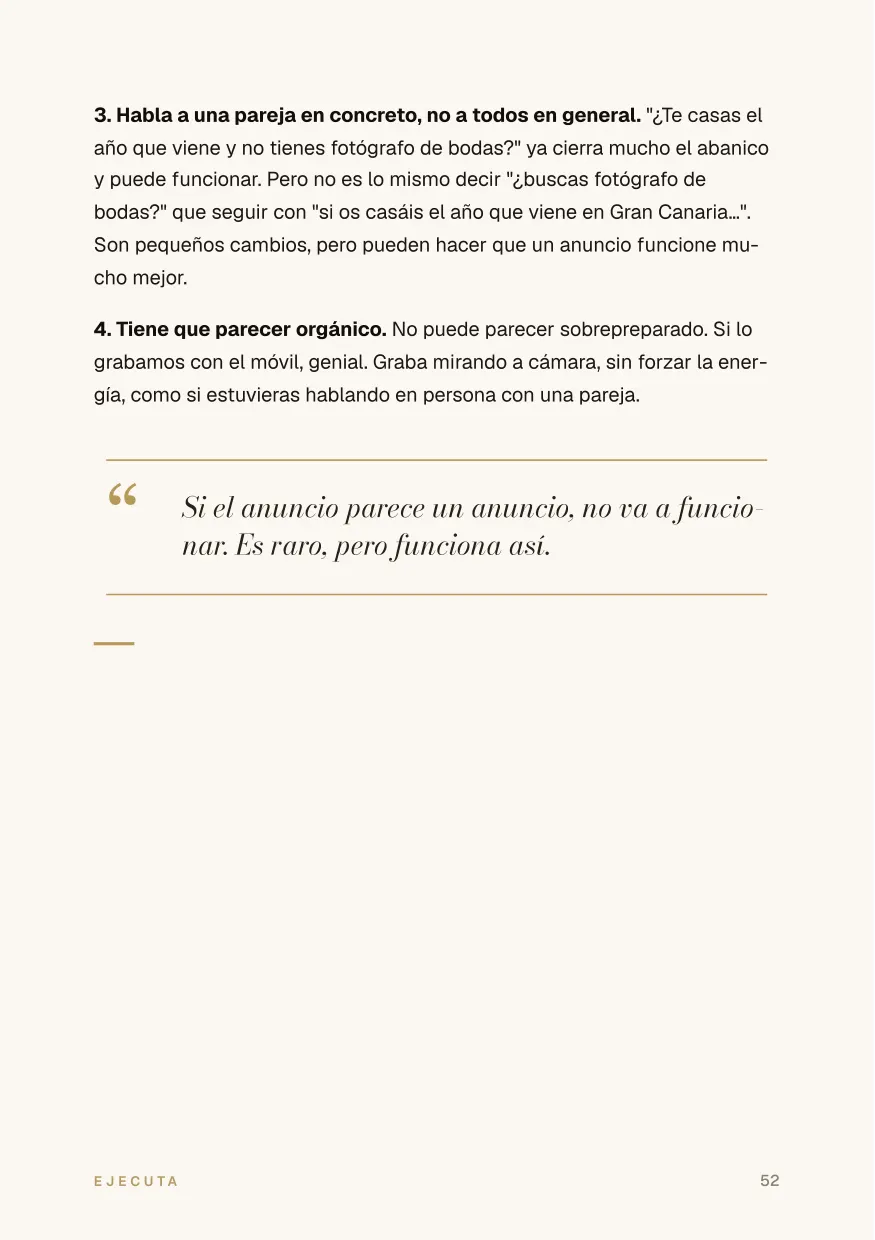 3. Habla a una pareja en concreto, no a todos en general. "¿Te casas el
año que viene y no tienes fotógrafo de bodas?" ya cierra mucho el abanico
y puede funcionar. Pero no es lo mismo decir "¿buscas fotógrafo de
bodas?" que seguir con "si os casáis el año que viene en Gran Canaria...".
Son pequeños cambios, pero pueden hacer que un anuncio funcione mu-
cho mejor.
4. Tiene que parecer orgánico. No puede parecer sobrepreparado. Si lo
grabamos con el móvil, genial. Graba mirando a cámara, sin forzar la ener-
gía, como si estuvieras hablando en persona con una pareja.
“ Si el anuncio parece un anuncio, no va a funcio-
nar. Es raro, pero funciona así.
EJECUTA 52